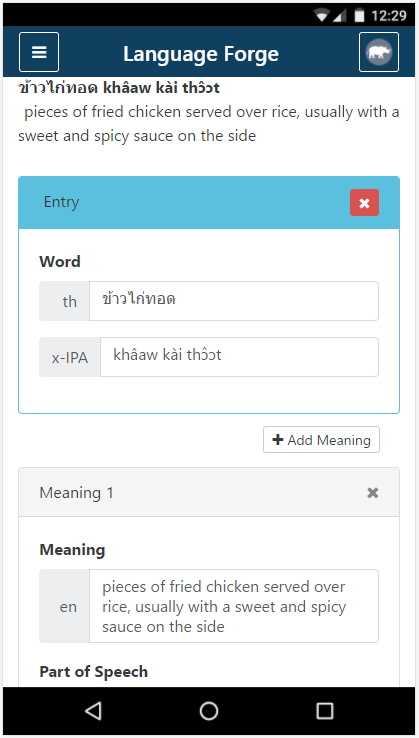 12:29
Language Forge
ข้าวไก่ทอด khâaw kài thɔ̂ɔt
pieces of fried chicken served over rice, usually with a
sweet and spicy sauce on the side
Entry
Word
th ข้าวไก่ทอด
x-IPA khâaw kài thɔ̂ɔt
Add Meaning
Meaning 1
Meaning
en pieces of fried chicken served over
rice, usually with a sweet and spicy
sauce on the side
Part of Speech